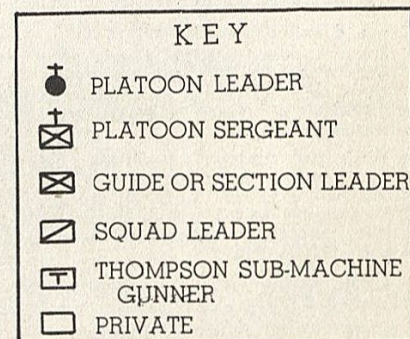 KEY
PLATOON LEADER
PLATOON SERGEANT
GUIDE OR SECTION LEADER
SQUAD LEADER
T THOMPSON SUB-MACHINE
GUNNER
PRIVATE